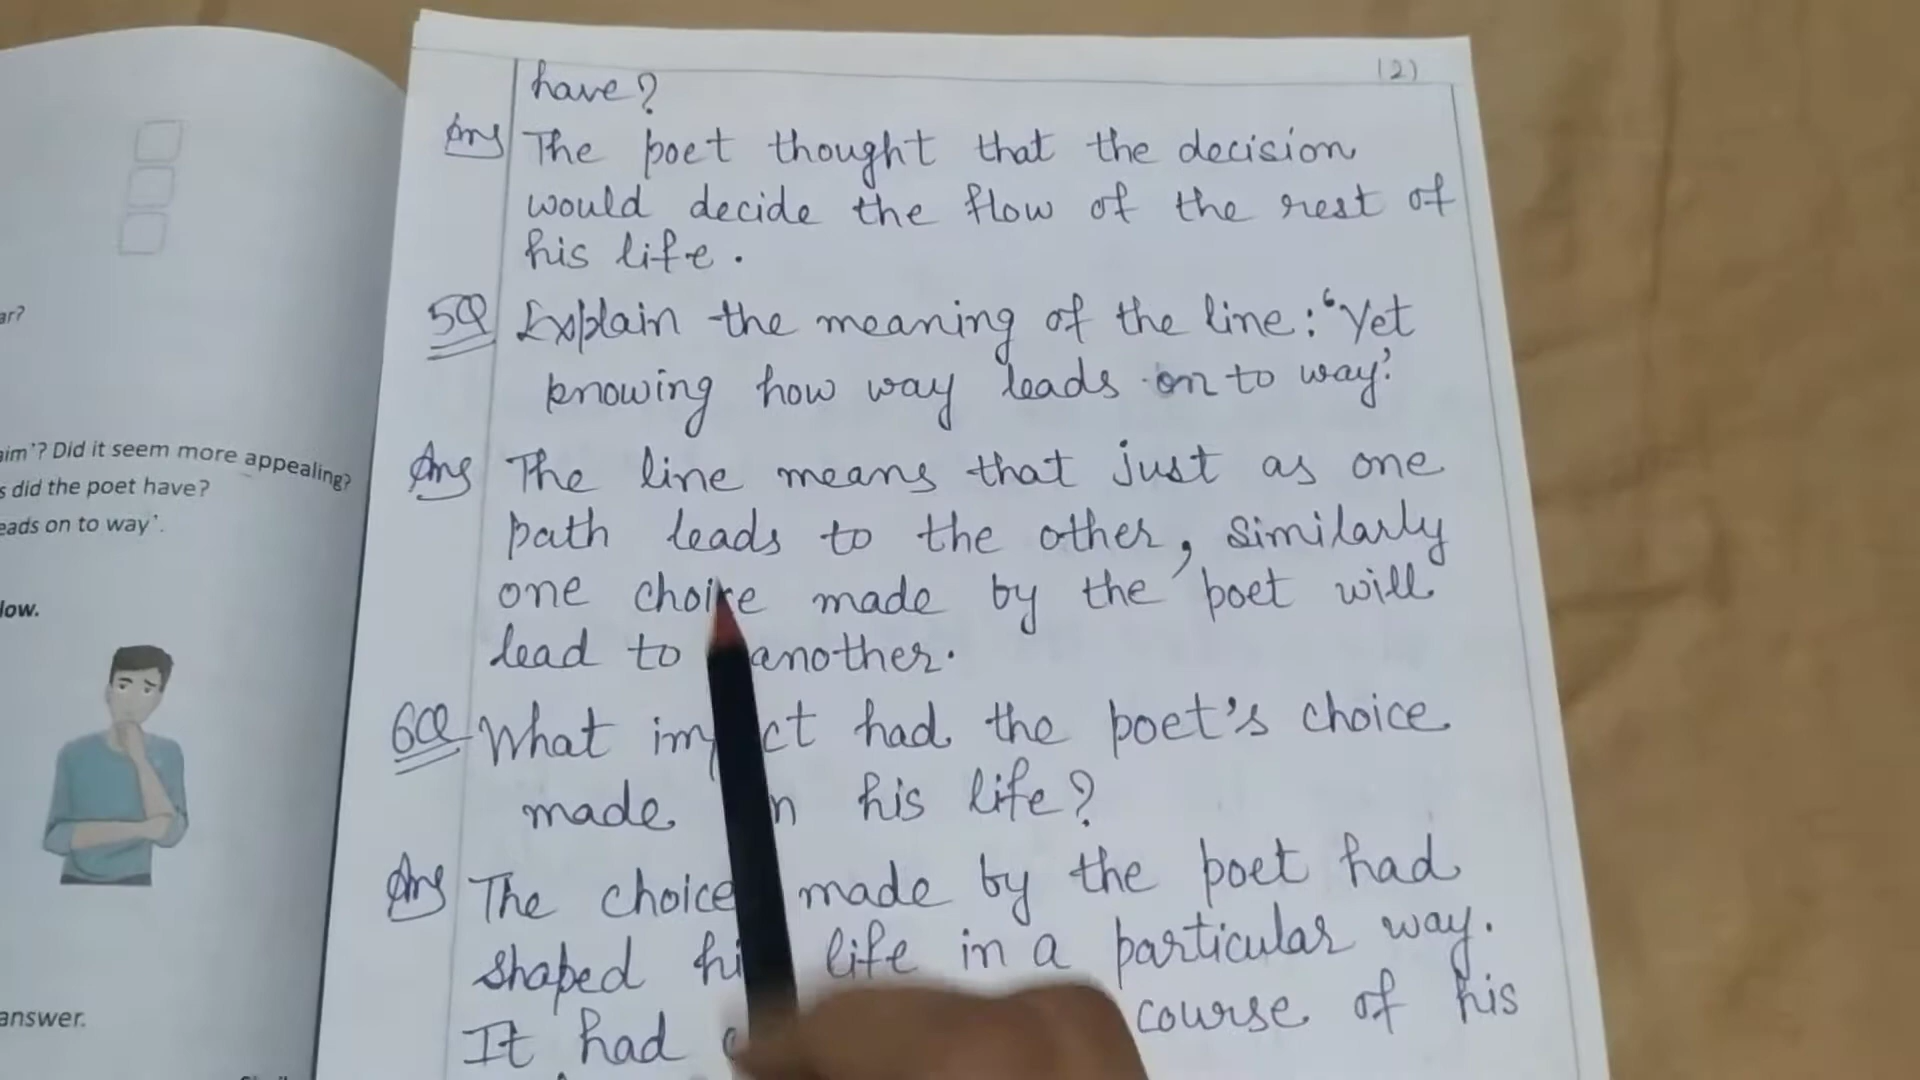 ar?
aim'? Did it seem more appealing?
s did the poet have?
eads on to way'.
low.
answer.
(2)
have?
Ans The poet thought that the decision
would decide the flow of the rest of
his life.
5Q Explain the meaning of the line: 'Yet
knowing how way leads on to way'.
Ans The line means that just as one
path leads to the other, similarly
one choice made by the poet will
lead to another.
6Q What impact had the poet's choice
made on his life?
Ans The choice made by the poet had
shaped his life in a particular way.
It had course of his